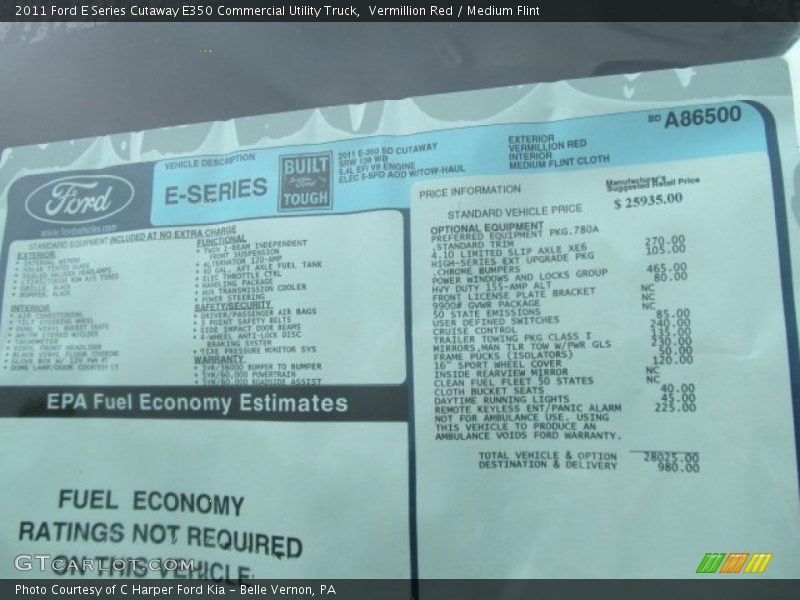 2011 Ford E Series Cutaway E350 Commercial Utility Truck, Vermillion Red / Medium Flint
BD A86500
Ford
www.fordvehicles.com
VEHICLE DESCRIPTION
E-SERIES
BUILT
Ford
TOUGH
2011 E-350 SD CUTAWAY
SRW 138 WB
5.4L EFI V8 ENGINE
ELEC 5-SPD AOD W/TOW-HAUL
EXTERIOR
VERMILLION RED
INTERIOR
MEDIUM FLINT CLOTH
STANDARD EQUIPMENT INCLUDED AT NO EXTRA CHARGE
EXTERIOR
INTERIOR
FUNCTIONAL
TWIN I-BEAM INDEPENDENT
FRONT SUSPENSION
ALTERNATOR 120-AMP
40 GAL. AFT AXLE FUEL TANK
ELEC THROTTLE CTRL
HANDLING PACKAGE
AUX TRANSMISSION COOLER
POWER STEERING
SAFETY/SECURITY
DRIVER/PASSENGER AIR BAGS
3 POINT SAFETY BELTS
SIDE IMPACT DOOR BEAMS
4-WHEEL ANTI-LOCK DISC
BRAKING SYSTEM
TIRE PRESSURE MONITOR SYS
WARRANTY
3YR/36000 BUMPER TO BUMPER
5YR/60,000 POWERTRAIN
5YR/60,000 ROADSIDE ASSIST
PRICE INFORMATION
Manufacturer's
Suggested Retail Price
STANDARD VEHICLE PRICE $ 25935.00
OPTIONAL EQUIPMENT
PREFERRED EQUIPMENT PKG.780A
.STANDARD TRIM
4.10 LIMITED SLIP AXLE XE6 270.00
HIGH-SERIES EXT UPGRADE PKG 105.00
.CHROME BUMPERS
POWER WINDOWS AND LOCKS GROUP 465.00
HVY DUTY 155-AMP ALT 80.00
FRONT LICENSE PLATE BRACKET NC
9900# GVWR PACKAGE NC
50 STATE EMISSIONS NC
USER DEFINED SWITCHES 85.00
CRUISE CONTROL 240.00
TRAILER TOWING PKG CLASS I 135.00
MIRRORS,MAN TLR TOW W/PWR GLS 230.00
FRAME PUCKS (ISOLATORS) 50.00
16" SPORT WHEEL COVER 120.00
INSIDE REARVIEW MIRROR NC
CLEAN FUEL FLEET 50 STATES NC
CLOTH BUCKET SEATS 40.00
DAYTIME RUNNING LIGHTS 45.00
REMOTE KEYLESS ENT/PANIC ALARM 225.00
NOT FOR AMBULANCE USE. USING
THIS VEHICLE TO PRODUCE AN
AMBULANCE VOIDS FORD WARRANTY.
TOTAL VEHICLE & OPTION 28025.00
DESTINATION & DELIVERY 980.00
EPA Fuel Economy Estimates
FUEL ECONOMY
RATINGS NOT REQUIRED
ON THIS VEHICLE
GTCARLOT.COM
Photo Courtesy of C Harper Ford Kia - Belle Vernon, PA